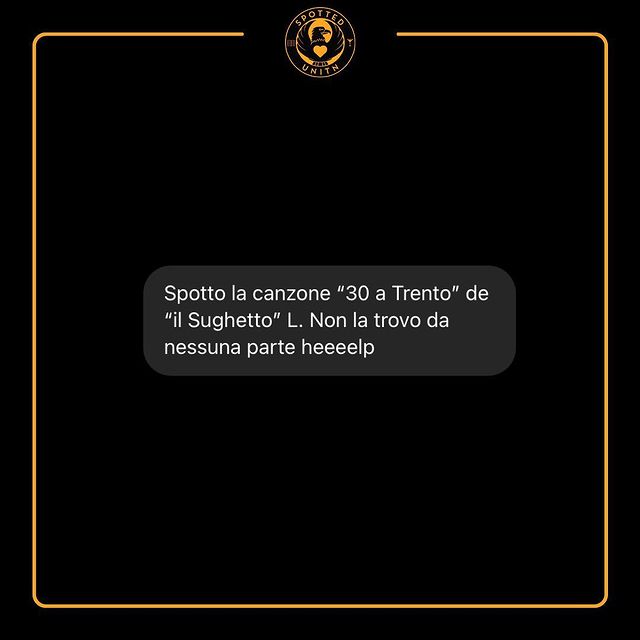 SPOTTED
UNITN
Spotto la canzone “30 a Trento” de
“il Sughetto” L. Non la trovo da
nessuna parte heeeelp